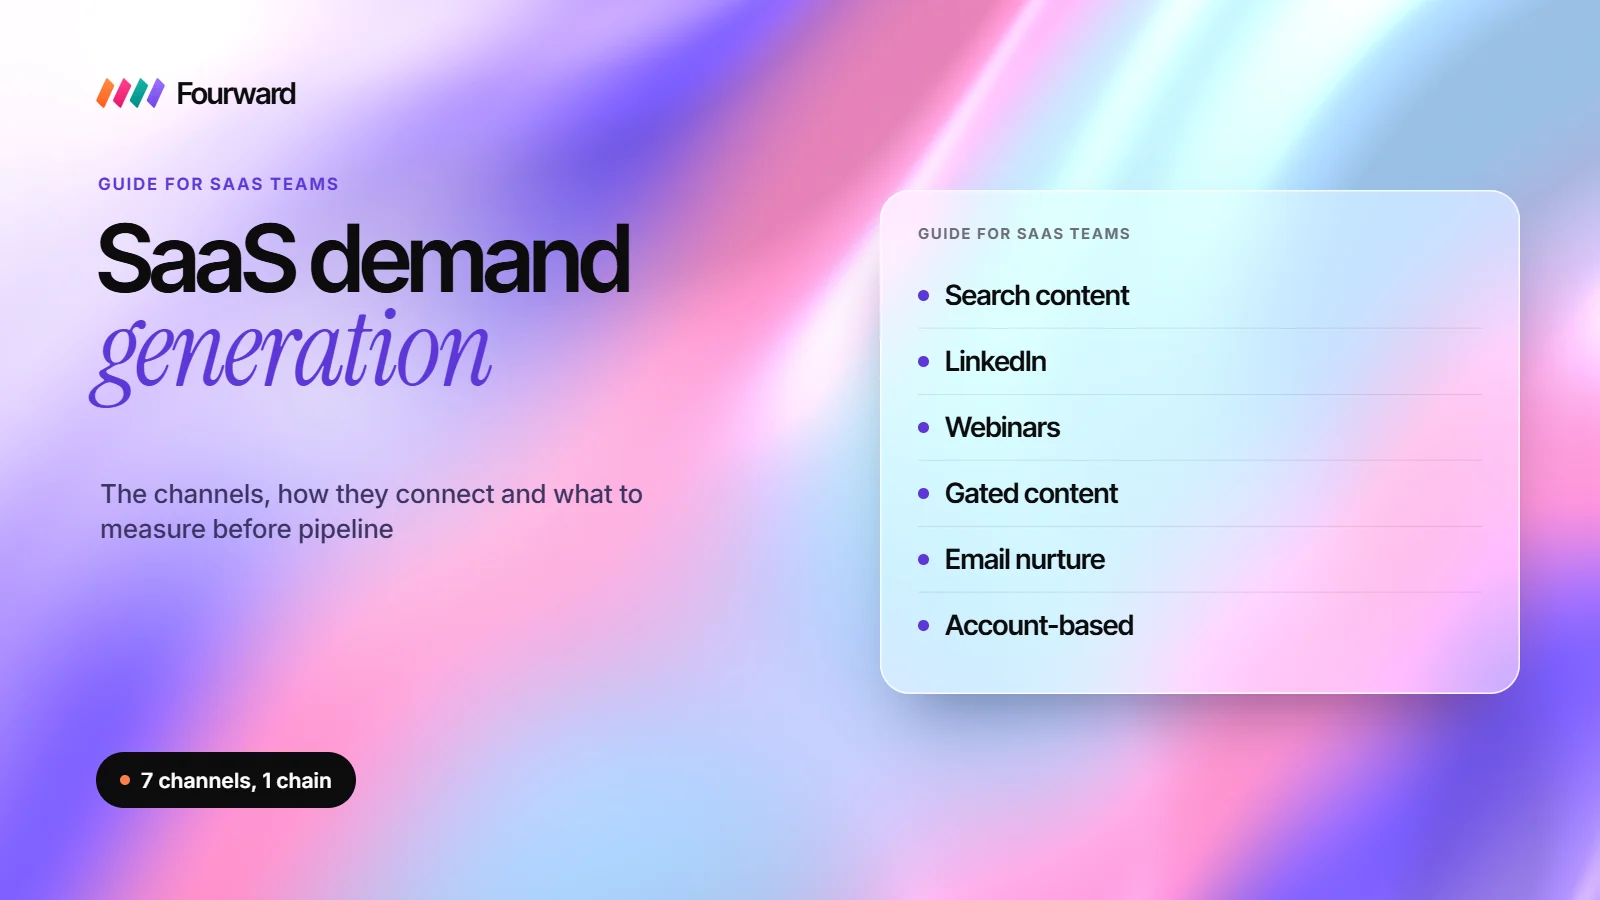 Fourward
GUIDE FOR SAAS TEAMS
SaaS demand
generation
The channels, how they connect and what to
measure before pipeline
7 channels, 1 chain
GUIDE FOR SAAS TEAMS
Search content
LinkedIn
Webinars
Gated content
Email nurture
Account-based